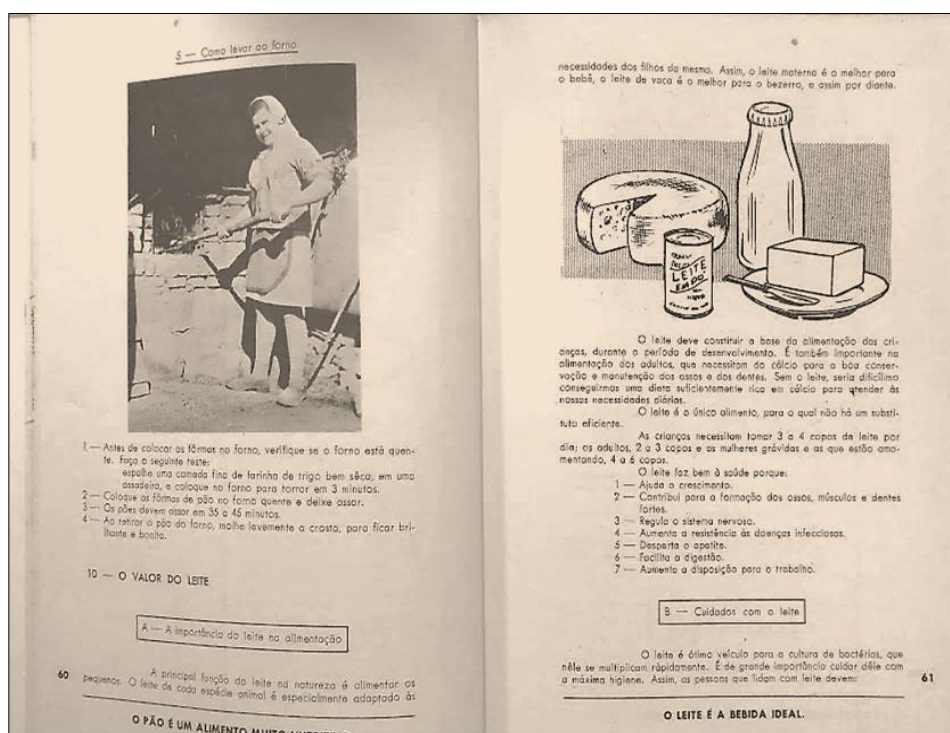 5 — Como levar ao forno
1 — Antes de colocar as fôrmas no forno, verifique se o forno está quen-
te. Faça o seguinte teste:
espalhe uma camada fina de farinha de trigo bem sêca, em uma
assadeira, e coloque no forno para torrar em 3 minutos.
2 — Coloque as fôrmas de pão no forno quente e deixe assar.
3 — Os pães devem assar em 35 a 45 minutos.
4 — Ao retirar o pão do forno, molhe levemente a crosta, para ficar bri-
lhante e bonita.
10 — O VALOR DO LEITE
A — A importância do leite na alimentação
A principal função do leite na natureza é alimentar os
pequenos. O leite de cada espécie animal é especialmente adaptado às
60
O PÃO É UM ALIMENTO MUITO
necessidades dos filhos da mesma. Assim, o leite materno é o melhor para
o bebê, o leite de vaca é o melhor para o bezerro, e assim por diante.
LEITE
EM PÓ
O leite deve constituir a base da alimentação das cri-
anças, durante o período de desenvolvimento. É também importante na
alimentação dos adultos, que necessitam do cálcio para a boa conser-
vação e manutenção dos ossos e dos dentes. Sem o leite, seria dificílimo
conseguirmos uma dieta suficientemente rica em cálcio para atender às
nossas necessidades diárias.
O leite é o único alimento, para o qual não há um substi-
tuto eficiente.
As crianças necessitam tomar 3 a 4 copos de leite por
dia; os adultos, 2 a 3 copos e as mulheres grávidas e as que estão ama-
mentando, 4 a 6 copos.
O leite faz bem à saúde porque:
1 — Ajuda o crescimento.
2 — Contribui para a formação dos ossos, músculos e dentes
fortes.
3 — Regula o sistema nervoso.
4 — Aumenta a resistência às doenças infecciosas.
5 — Desperta o apetite.
6 — Facilita a digestão.
7 — Aumenta a disposição para o trabalho.
B — Cuidados com o leite
O leite é ótimo veículo para a cultura de bactérias, que
nêle se multiplicam ràpidamente. É de grande importância cuidar dêle com
a máxima higiene. Assim, as pessoas que lidam com leite devem:
61
O LEITE É A BEBIDA IDEAL.